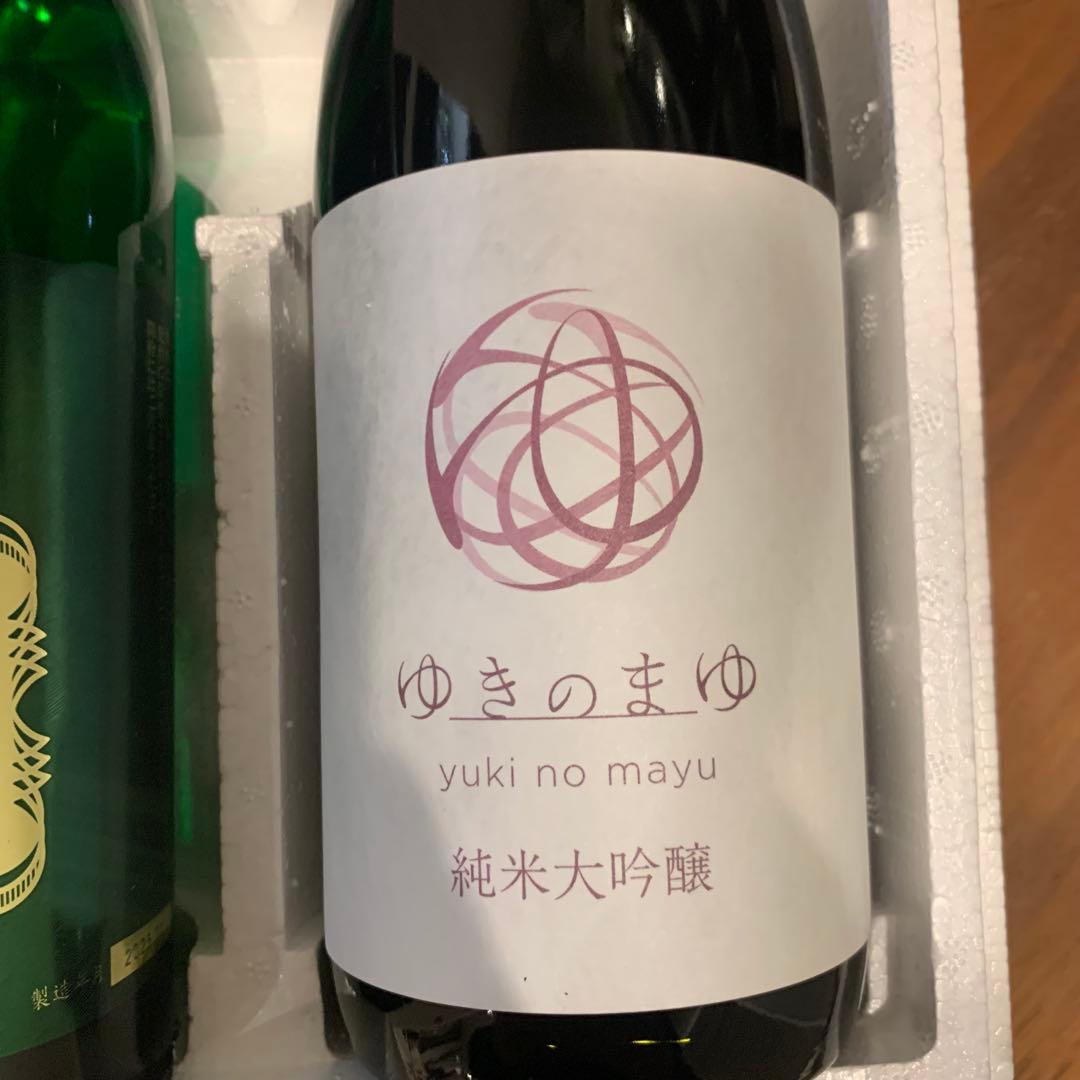 ゆきのまゆ
yuki no mayu
純米大吟醸
製造年月